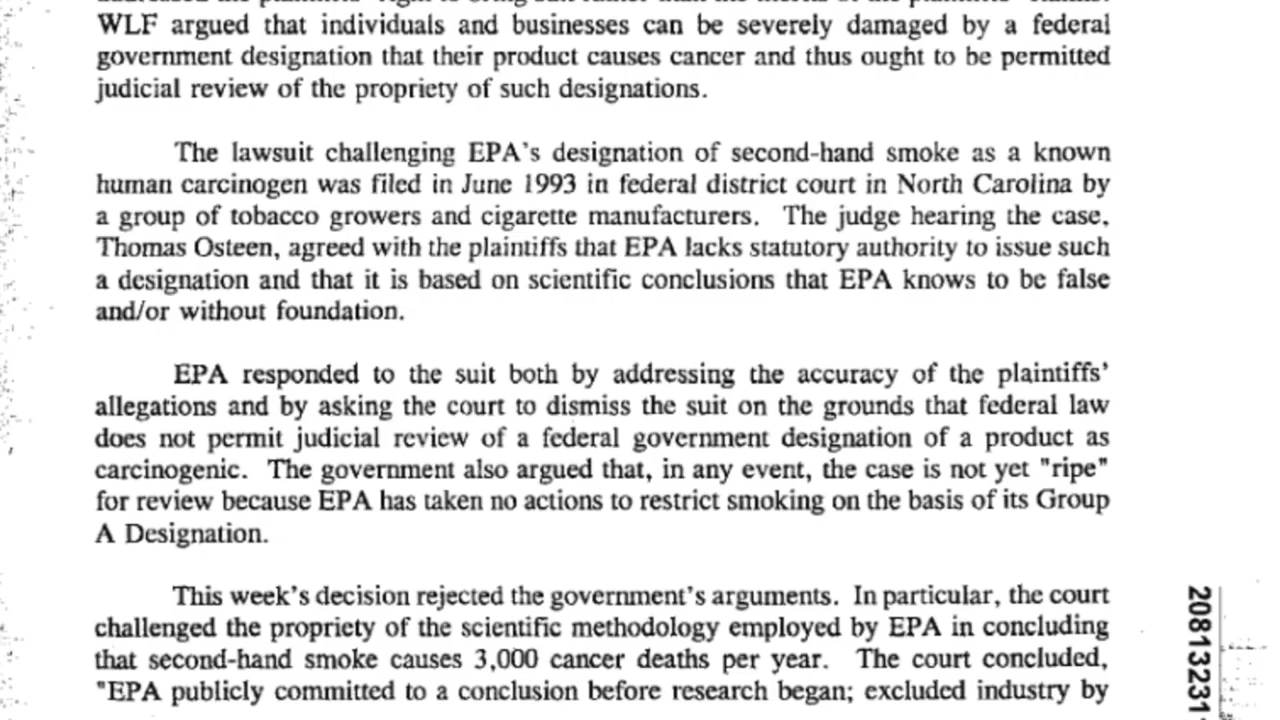 WLF argued that individuals and businesses can be severely damaged by a federal
government designation that their product causes cancer and thus ought to be permitted
judicial review of the propriety of such designations.
The lawsuit challenging EPA's designation of second-hand smoke as a known
human carcinogen was filed in June 1993 in federal district court in North Carolina by
a group of tobacco growers and cigarette manufacturers. The judge hearing the case,
Thomas Osteen, agreed with the plaintiffs that EPA lacks statutory authority to issue such
a designation and that it is based on scientific conclusions that EPA knows to be false
and/or without foundation.
EPA responded to the suit both by addressing the accuracy of the plaintiffs'
allegations and by asking the court to dismiss the suit on the grounds that federal law
does not permit judicial review of a federal government designation of a product as
carcinogenic. The government also argued that, in any event, the case is not yet "ripe"
for review because EPA has taken no actions to restrict smoking on the basis of its Group
A Designation.
This week's decision rejected the government's arguments. In particular, the court
challenged the propriety of the scientific methodology employed by EPA in concluding
that second-hand smoke causes 3,000 cancer deaths per year. The court concluded,
"EPA publicly committed to a conclusion before research began; excluded industry by
20813231